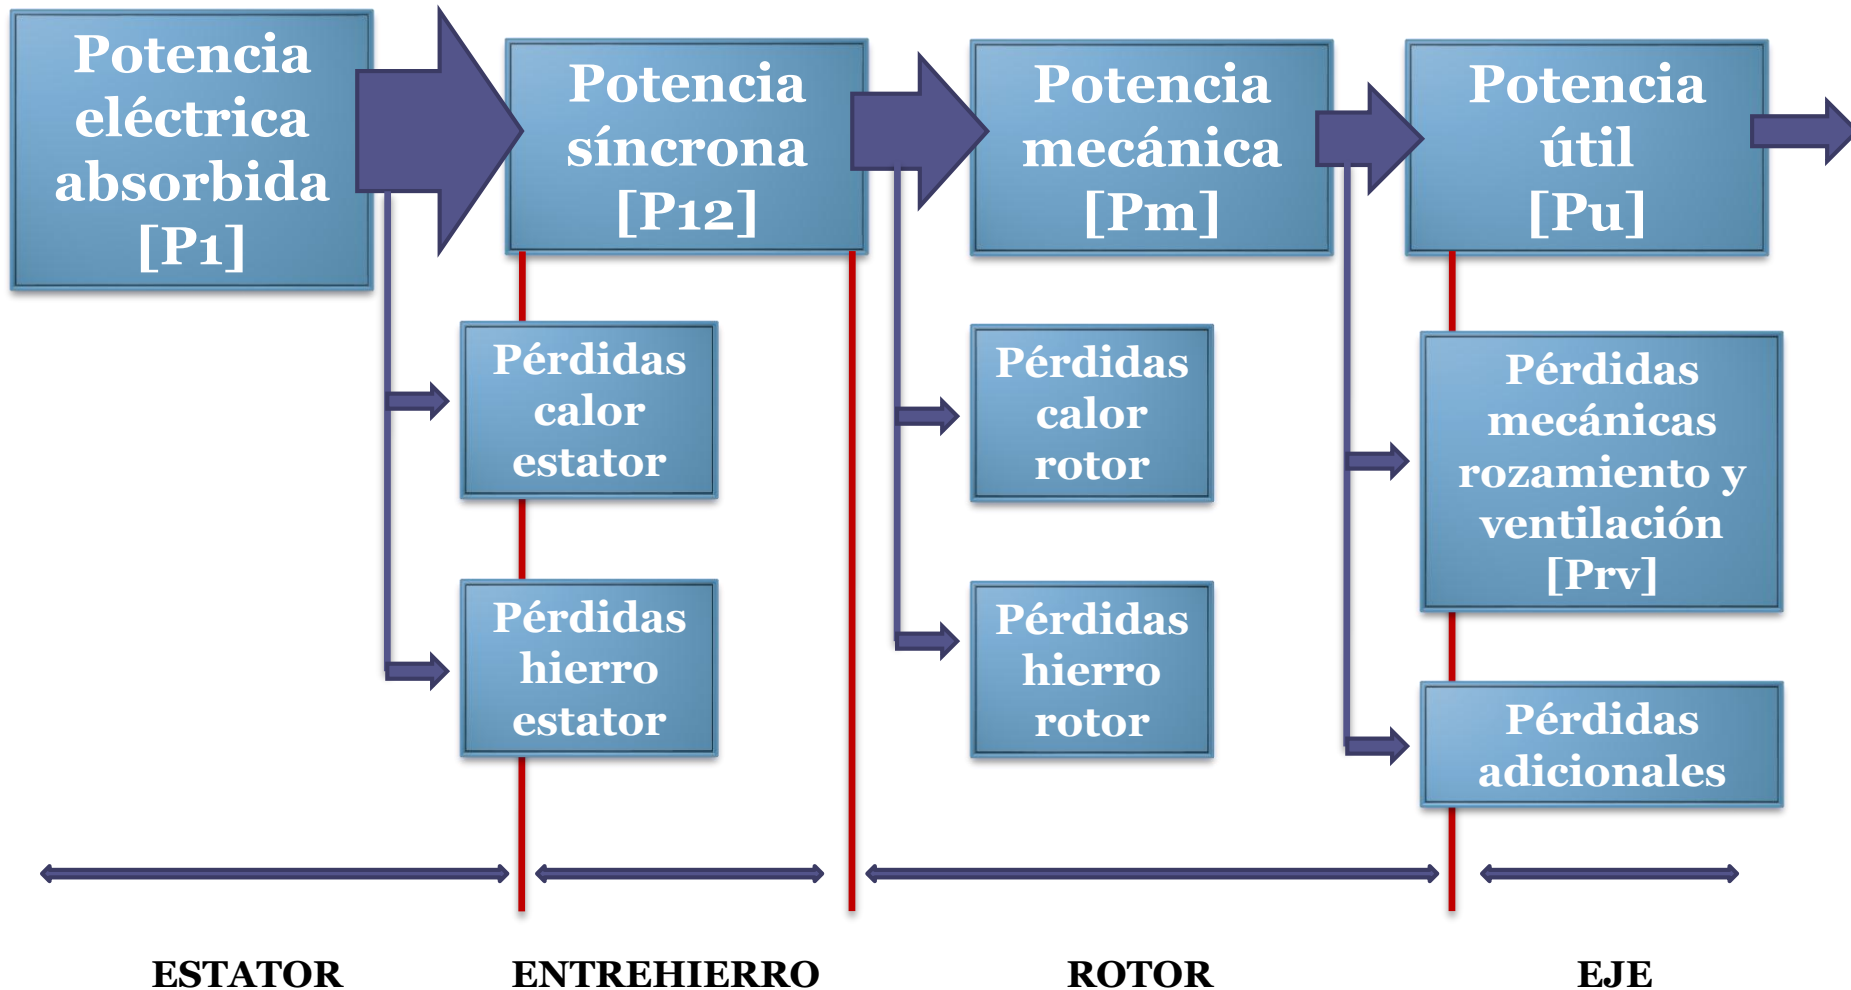 Potencia
eléctrica
absorbida
[P1]
Potencia
síncrona
[P12]
Potencia
mecánica
[Pm]
Potencia
útil
[Pu]
Pérdidas
calor
estator
Pérdidas
hierro
estator
Pérdidas
calor
rotor
Pérdidas
hierro
rotor
Pérdidas
mecánicas
rozamiento y
ventilación
[Prv]
Pérdidas
adicionales
ESTATOR
ENTREHIERRO
ROTOR
EJE